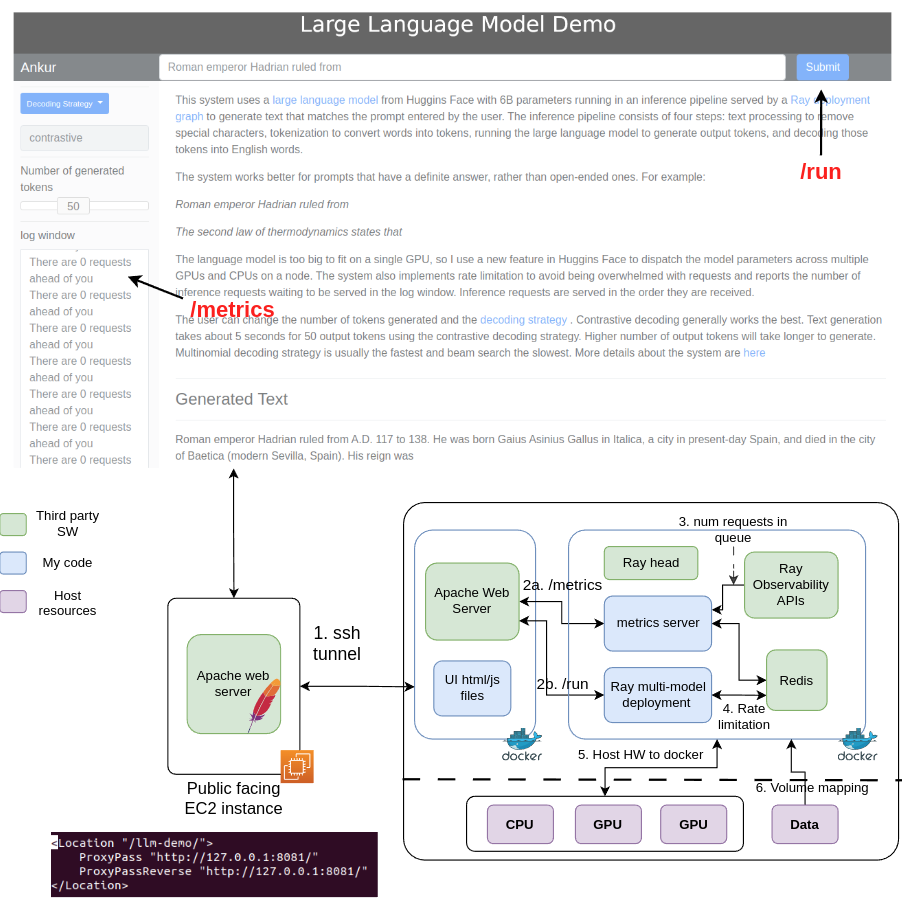 Large Language Model Demo
Ankur
Roman emperor Hadrian ruled from
Submit
Decoding Strategy
contrastive
Number of generated
tokens
50
log window
There are 0 requests
ahead of you
There are 0 requests
ahead of you
There are 0 requests
ahead of you
There are 0 requests
ahead of you
There are 0 requests
ahead of you
There are 0 requests
ahead of you
There are 0 requests
/metrics
/run
This system uses a large language model from Huggins Face with 6B parameters running in an inference pipeline served by a Ray deployment
graph to generate text that matches the prompt entered by the user. The inference pipeline consists of four steps: text processing to remove
special characters, tokenization to convert words into tokens, running the large language model to generate output tokens, and decoding those
tokens into English words.
The system works better for prompts that have a definite answer, rather than open-ended ones. For example:
Roman emperor Hadrian ruled from
The second law of thermodynamics states that
The language model is too big to fit on a single GPU, so I use a new feature in Huggins Face to dispatch the model parameters across multiple
GPUs and CPUs on a node. The system also implements rate limitation to avoid being overwhelmed with requests and reports the number of
inference requests waiting to be served in the log window. Inference requests are served in the order they are received.
The user can change the number of tokens generated and the decoding strategy . Contrastive decoding generally works the best. Text generation
takes about 5 seconds for 50 output tokens using the contrastive decoding strategy. Higher number of output tokens will take longer to generate.
Multinomial decoding strategy is usually the fastest and beam search the slowest. More details about the system are here
Generated Text
Roman emperor Hadrian ruled from A.D. 117 to 138. He was born Gaius Asinius Gallus in Italica, a city in present-day Spain, and died in the city
of Baetica (modern Sevilla, Spain). His reign was
Third party
SW
My code
Host
resources
Apache web
server
Public facing
EC2 instance
1. ssh
tunnel
Apache Web
Server
UI html/js
files
docker
2a. /metrics
2b. /run
3. num requests in
queue
Ray head
Ray
Observability
APIs
metrics server
Ray multi-model
deployment
Redis
4. Rate
limitation
docker
5. Host HW to docker
6. Volume mapping
CPU
GPU
GPU
Data
<Location "/llm-demo/">
ProxyPass "http://127.0.0.1:8081/"
ProxyPassReverse "http://127.0.0.1:8081/"
</Location>